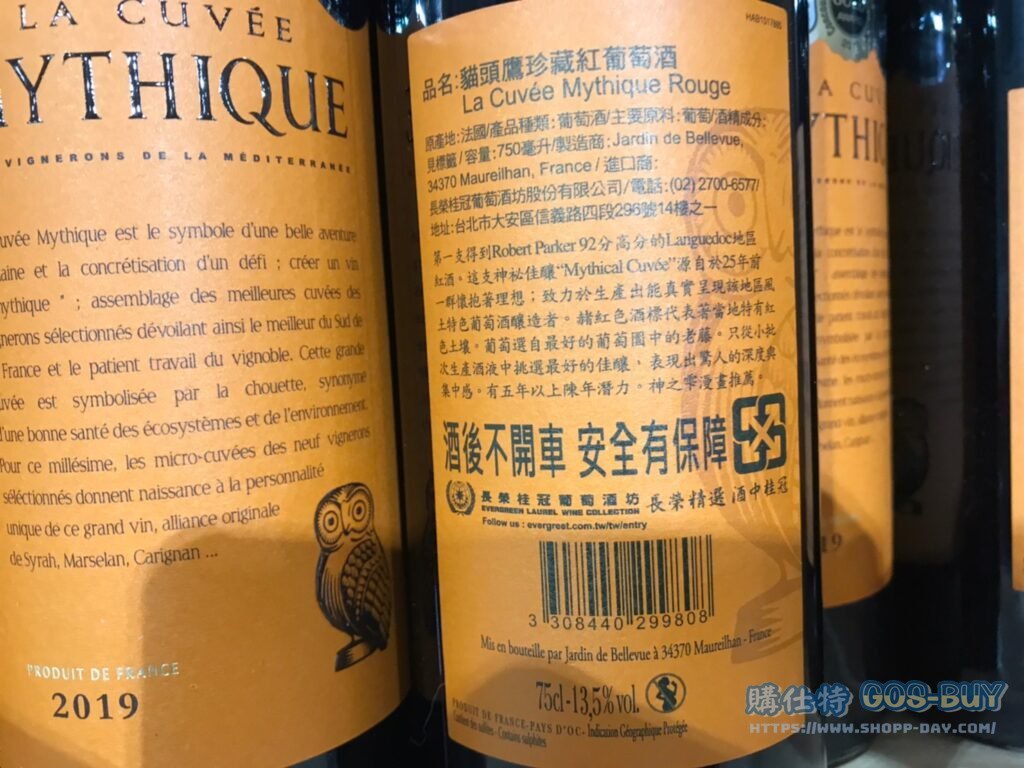 LA CUVÉE
MYTHIQUE
VIGNERONS DE LA MÉDITERRANÉE
uvée Mythique est le symbole d'une belle aventure
aine et la concrétisation d'un défi ; créer un vin
mythique " ; assemblage des meilleures cuvées des
nerons sélectionnés dévoilant ainsi le meilleur du Sud de
France et le patient travail du vignoble. Cette grande
uvée est symbolisée par la chouette, synonyme
d'une bonne santé des écosystèmes et de l'environnement.
Pour ce millésime, les micro-cuvées des neuf vignerons
séléctionnés donnent naissance à la personnalité
unique de ce grand vin, alliance originale
de Syrah, Marselan, Carignan ...
PRODUIT DE FRANCE
2019
HAB1017895
品名:貓頭鷹珍藏紅葡萄酒
La Cuvée Mythique Rouge
原產地:法國/產品種類:葡萄酒/主要原料:葡萄/酒精成分:
見標籤/容量:750毫升/製造商:Jardin de Bellevue,
34370 Maureilhan, France/進口商:
長榮桂冠葡萄酒坊股份有限公司/電話:(02)2700-6577/
地址:台北市大安區信義路四段296號14樓之一
第一支得到Robert Parker 92分高分的Languedoc地區
紅酒。這支神祕佳釀“Mythical Cuvée”源自於25年前
一群懷抱著理想；致力於生產出能真實呈現該地區風
土特色葡萄酒釀造者。赭紅色酒標代表著當地特有紅
色土壤。葡萄選自最好的葡萄園中的老藤。只從小批
次生產酒液中挑選最好的佳釀，表現出驚人的深度與
集中感。有五年以上陳年潛力。神之雫漫畫推薦。
酒後不開車 安全有保障
長榮桂冠葡萄酒坊 長榮精選 酒中桂冠
EVERGREEN LAUREL WINE COLLECTION
Follow us : evergreet.com.tw/tw/entry
3 308440 299808
Mis en bouteille par Jardin de Bellevue à 34370 Maureilhan - France
75cl-13,5% vol.
PRODUIT DE FRANCE-PAYS D'OC- Indication Géographique Protégée
Contient des sulfites - Contains sulphites
A CUV
YTHI
19
購仕特 GOS-BUY
HTTPS://WWW.SHOPP-DAY.COM/